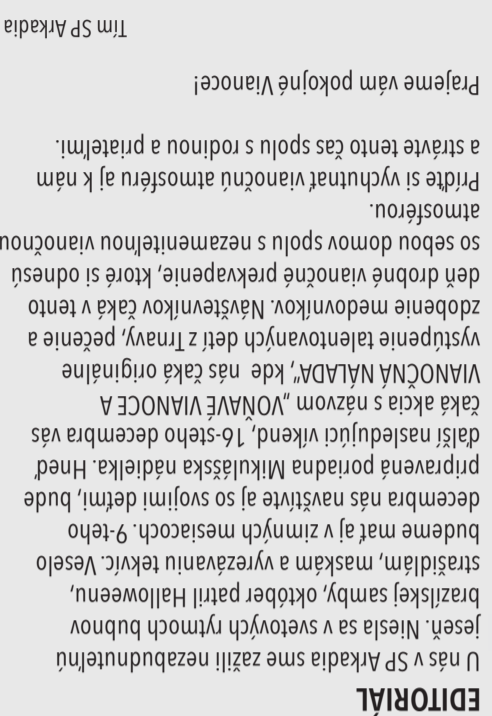 EDITORIÁL
U nás v SP Arkadia sme zažili nezabudnuteľnú
jeseň. Niesla sa v svetových rytmoch bubnov
brazílskej samby, október patril Halloweenu,
strašidlám, maskám a vyrezávaniu tekvíc. Veselo
budeme mať aj v zimných mesiacoch. 9-teho
decembra nás navštívte aj so svojimi deťmi, bude
pripravená poriadna Mikulášska nádielka. Hneď
ďalší nasledujúci víkend, 16-steho decembra vás
čaká akcia s názvom „VOŇAVÉ VIANOCE A
VIANOČNÁ NÁLADA“, kde nás čaká originálne
vystúpenie talentovaných detí z Trnavy, pečenie a
zdobenie medovníkov. Návštevníkov čaká v tento
deň drobné vianočné prekvapenie, ktoré si odnesú
so sebou domov spolu s nezameniteľnou vianočnou
atmosférou.
Príďte si vychutnať vianočnú atmosféru aj k nám
a strávte tento čas spolu s rodinou a priateľmi.
Prajeme vám pokojné Vianoce!
Tím SP Arkadia